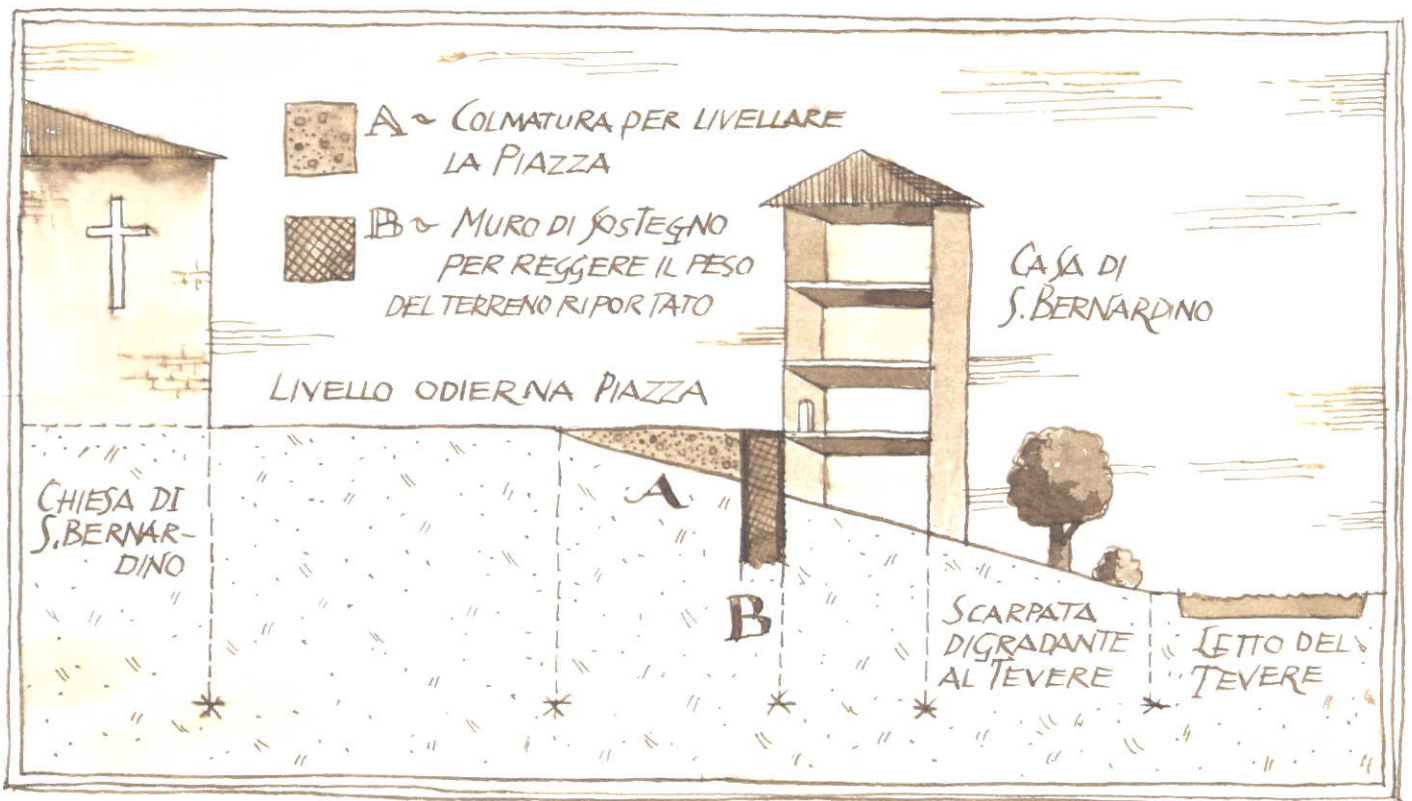 A ~ COLMATURA PER LIVELLARE
LA PIAZZA
B ~ MURO DI SOSTEGNO
PER REGGERE IL PESO
DEL TERRENO RIPORTATO
CASA DI
S. BERNARDINO
LIVELLO ODIERNA PIAZZA
CHIESA DI
S. BERNAR-
DINO
A
B
SCARPATA
DIGRADANTE
AL TEVERE
LETTO DEL
TEVERE